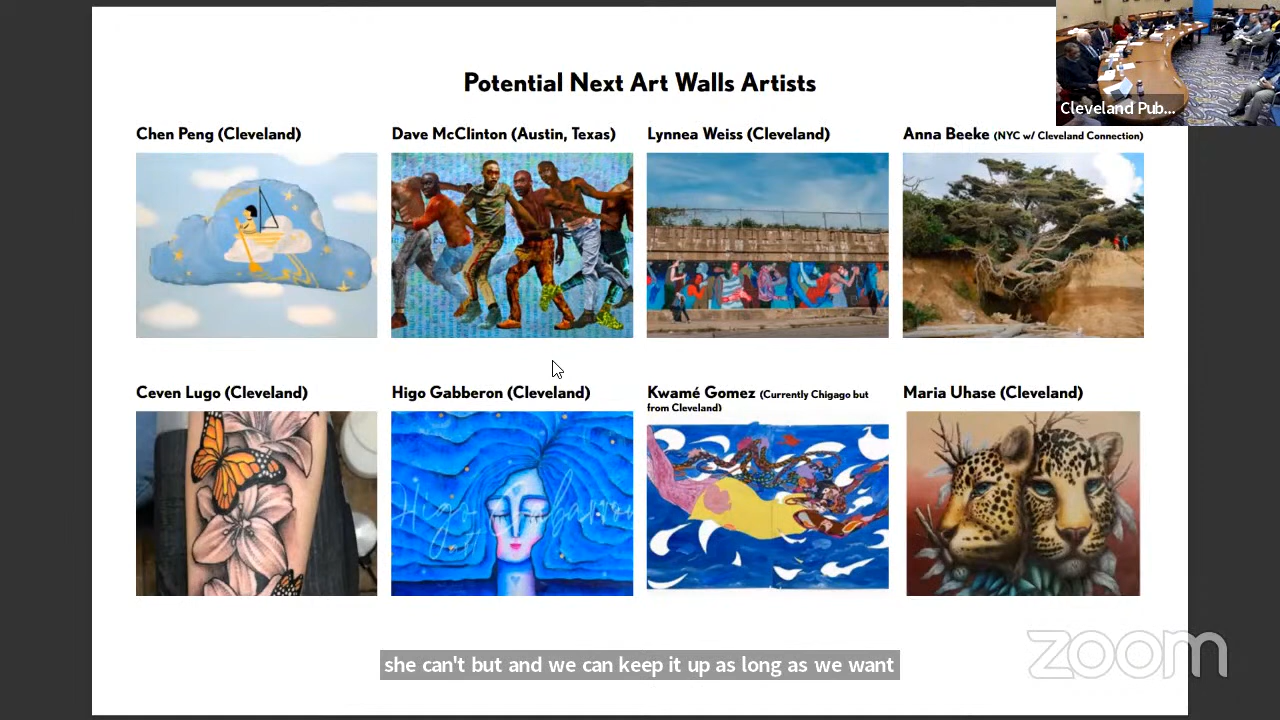 Potential Next Art Walls Artists
Cleveland Pub...
Chen Peng (Cleveland)
Dave McClinton (Austin, Texas)
Lynnea Weiss (Cleveland)
Anna Beeke (NYC w/ Cleveland Connection)
Ceven Lugo (Cleveland)
Higo Gabberon (Cleveland)
Kwamé Gomez (Currently Chigago but
from Cleveland)
Maria Uhase (Cleveland)
she can't but and we can keep it up as long as we want
zoom